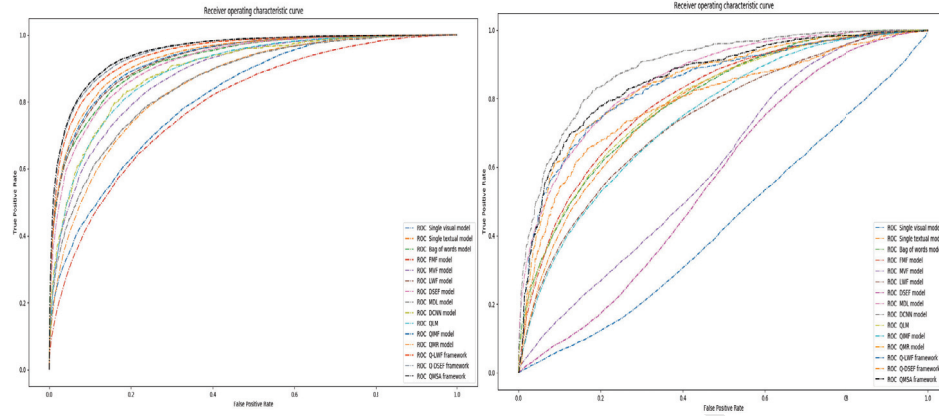 Receiver operating characteristic curve
True Positive Rate
1.0
0.8
0.6
0.4
0.2
0.0
ROC Single visual model
ROC Single textual model
ROC Bag of words model
ROC FMF model
ROC MVF model
ROC LWF model
ROC DSEF model
ROC MDL model
ROC DCNN model
ROC QLM
ROC QIMF model
ROC QMR model
ROC Q-LWF framework
ROC Q-DSEF framework
ROC QMSA framework
0.0 0.2 0.4 0.6 0.8 1.0
False Positive Rate
Receiver operating characteristic curve
True Positive Rate
1.0
0.8
0.6
0.4
0.2
0.0
ROC Single visual model
ROC Single textual model
ROC Bag of words model
ROC FMF model
ROC MVF model
ROC LWF model
ROC DSEF model
ROC MDL model
ROC DCNN model
ROC QLM
ROC QIMF model
ROC QMR model
ROC Q-LWF framework
ROC Q-DSEF framework
ROC QMSA framework
0.0 0.2 0.4 0.6 1.0
False Positive Rate